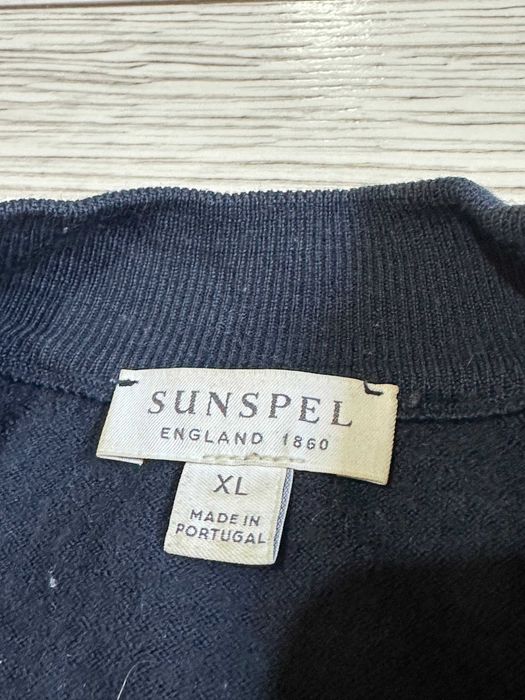 SUNSPEL
ENGLAND 1860
XL
MADE IN
PORTUGAL